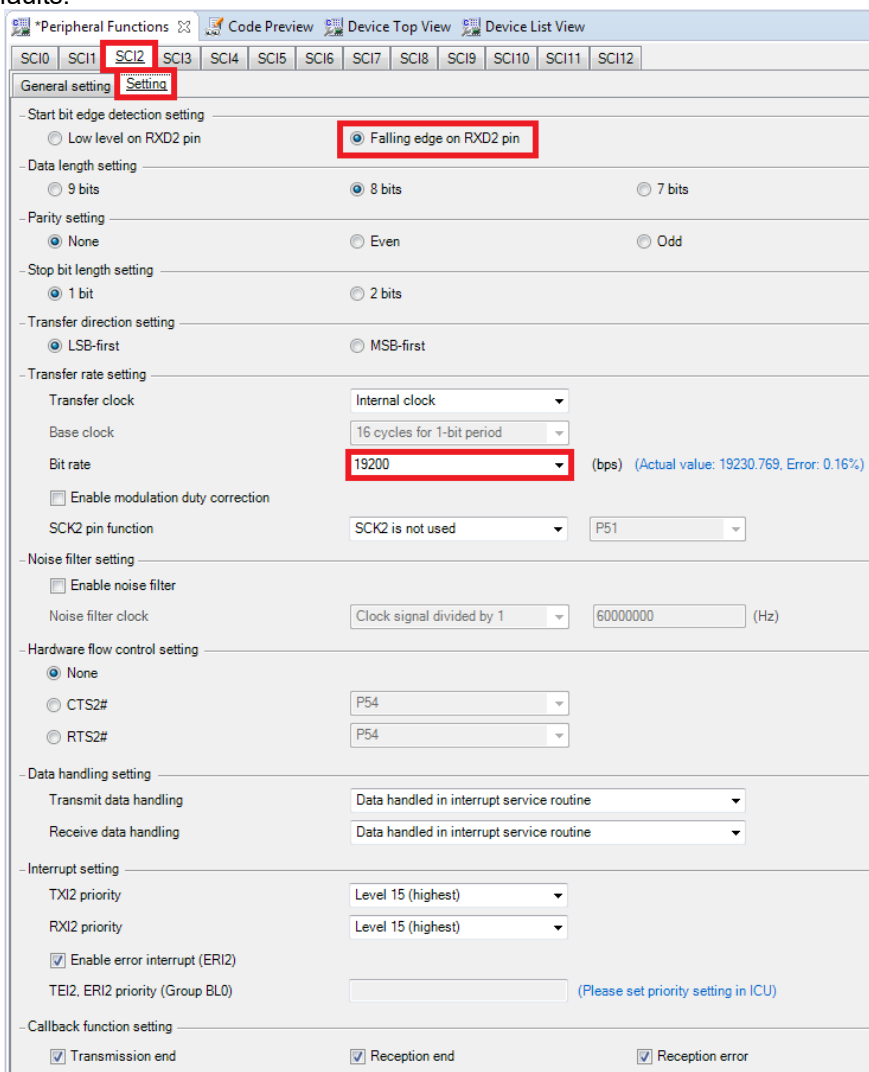 aults.
*Peripheral Functions Code Preview Device Top View Device List View
SCI0 SCI1 SCI2 SCI3 SCI4 SCI5 SCI6 SCI7 SCI8 SCI9 SCI10 SCI11 SCI12
General setting Setting
Start bit edge detection setting
Low level on RXD2 pin Falling edge on RXD2 pin
Data length setting
9 bits 8 bits 7 bits
Parity setting
None Even Odd
Stop bit length setting
1 bit 2 bits
Transfer direction setting
LSB-first MSB-first
Transfer rate setting
Transfer clock Internal clock
Base clock 16 cycles for 1-bit period
Bit rate 19200 (bps) (Actual value: 19230.769, Error: 0.16%)
Enable modulation duty correction
SCK2 pin function SCK2 is not used P51
Noise filter setting
Enable noise filter
Noise filter clock Clock signal divided by 1 60000000 (Hz)
Hardware flow control setting
None
CTS2# P54
RTS2# P54
Data handling setting
Transmit data handling Data handled in interrupt service routine
Receive data handling Data handled in interrupt service routine
Interrupt setting
TXI2 priority Level 15 (highest)
RXI2 priority Level 15 (highest)
Enable error interrupt (ERI2)
TEI2, ERI2 priority (Group BL0) (Please set priority setting in ICU)
Callback function setting
Transmission end Reception end Reception error